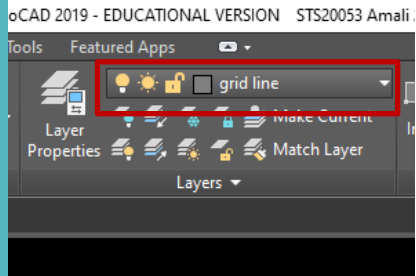 oCAD 2019 - EDUCATIONAL VERSION STS20053 Amali
Tools Featured Apps
grid line
Layer
Properties
Make Current
Match Layer
Layers